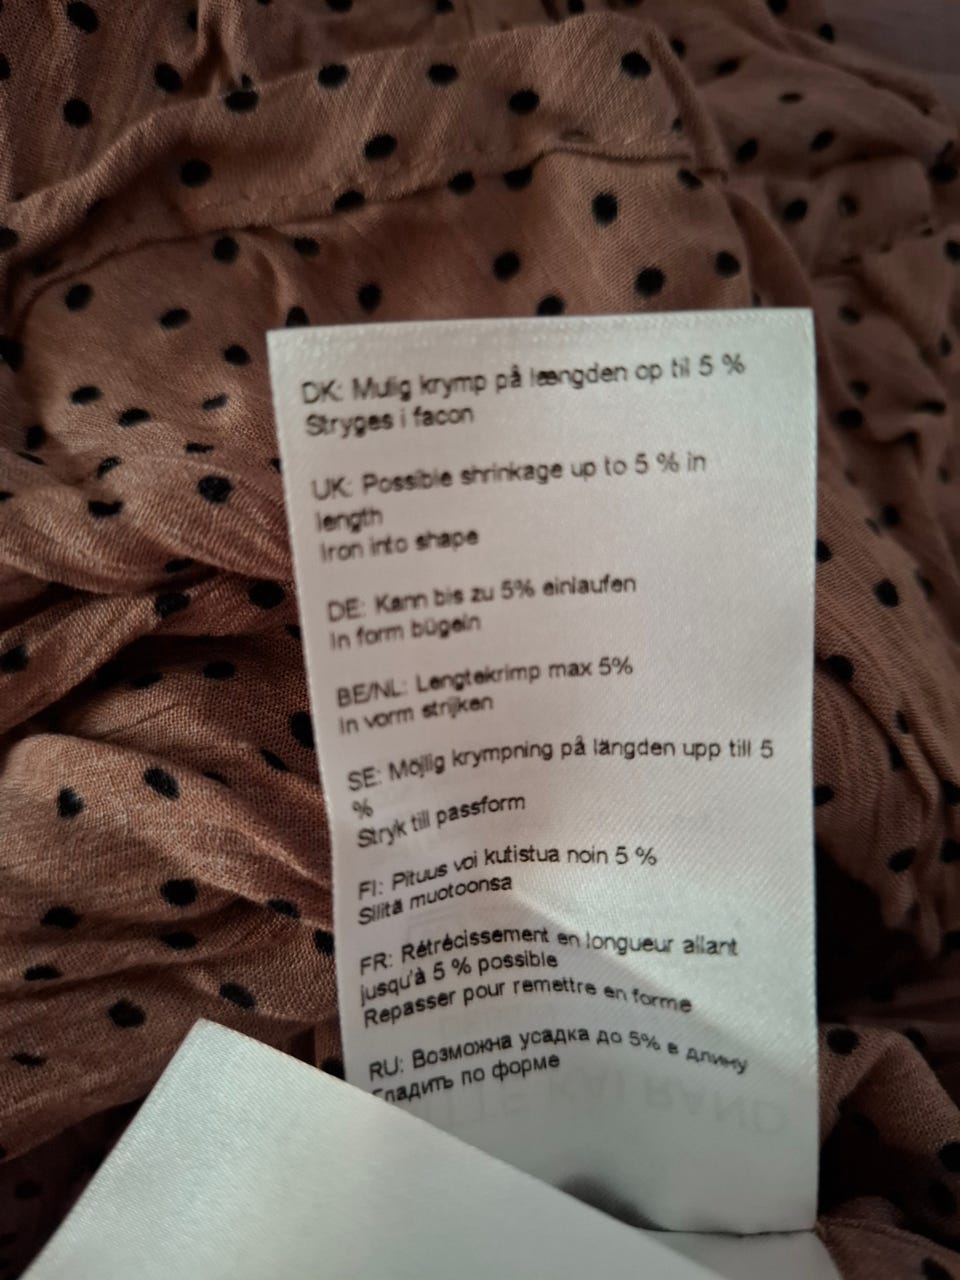 DK: Mulig krymp på længden op til 5 %
Stryges i facon
UK: Possible shrinkage up to 5 % in
length
Iron into shape
DE: Kann bis zu 5% einlaufen
In form bügeln
BE/NL: Lengtekrimp max 5%
In vorm strijken
SE: Möjlig krympning på längden upp till 5
%
Stryk till passform
FI: Pituus voi kutistua noin 5 %
Silitä muotoonsa
FR: Rétrécissement en longueur allant
jusqu'à 5 % possible
Repasser pour remettre en forme
RU: Возможна усадка до 5% в длину
Гладить по форме